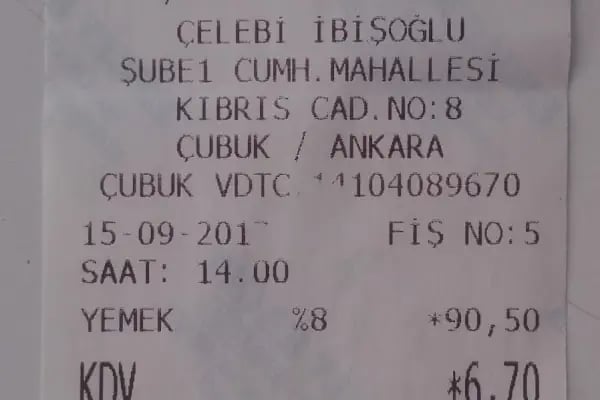 ÇELEBİ İBİŞOĞLU
ŞUBE1 CUMH.MAHALLESİ
KIBRIS CAD.NO:8
ÇUBUK / ANKARA
ÇUBUK VDTC
FİŞ NO:5
SAAT: 14.00
YEMEK %8 *90,50
KDV *6,70